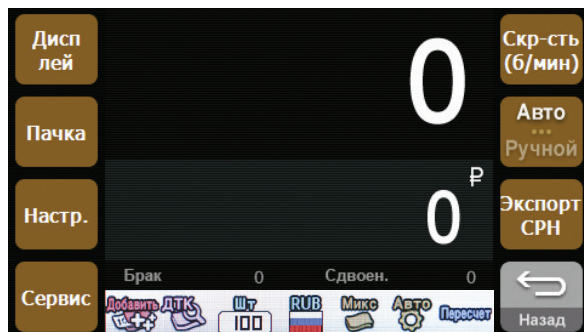 Дисп
лей
Пачка
Настр.
Сервис
0
₽
0
Брак 0 Сдвоен. 0
Добавить ДТК Шт 100 RUB Микс Авто Пересчет
Скр-сть
(б/мин)
Авто
...
Ручной
Экспорт
СРН
Назад